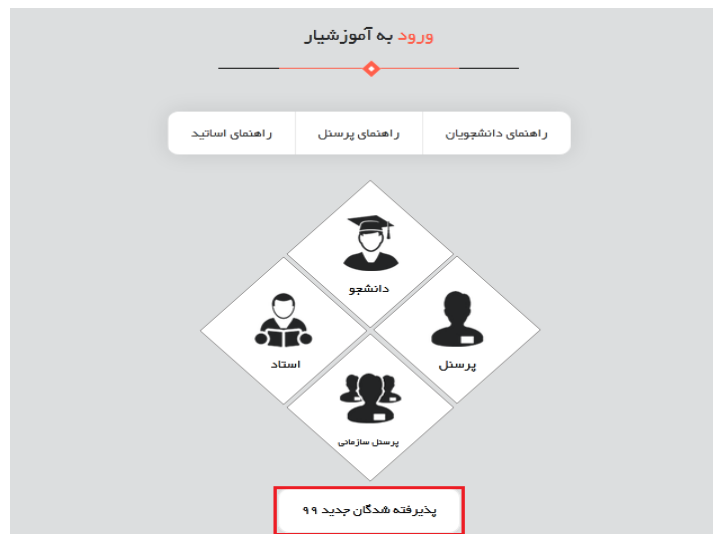 ورود به آموزشیار
راهنمای دانشجویان
راهنمای پرسنل
راهنمای اساتید
دانشجو
پرسنل
استاد
پرسنل سازمانی
پذیرفته شدگان جدید ۹۹